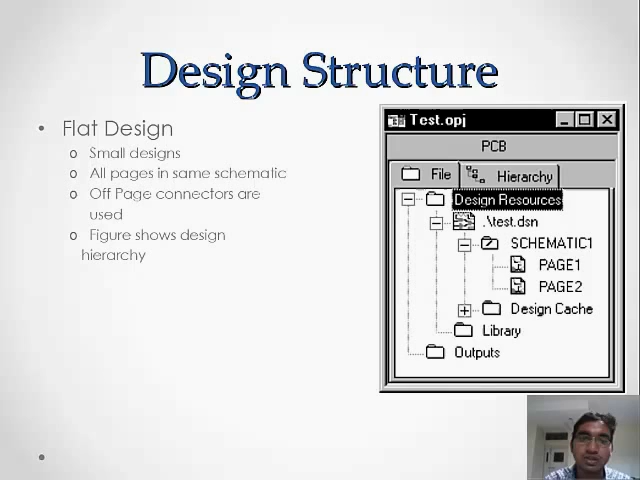 Design Structure
• Flat Design
o Small designs
o All pages in same schematic
o Off Page connectors are
used
o Figure shows design
hierarchy
•
Test.opj
PCB
File Hierarchy
Design Resources
.\test.dsn
SCHEMATIC1
PAGE1
PAGE2
Design Cache
Library
Outputs